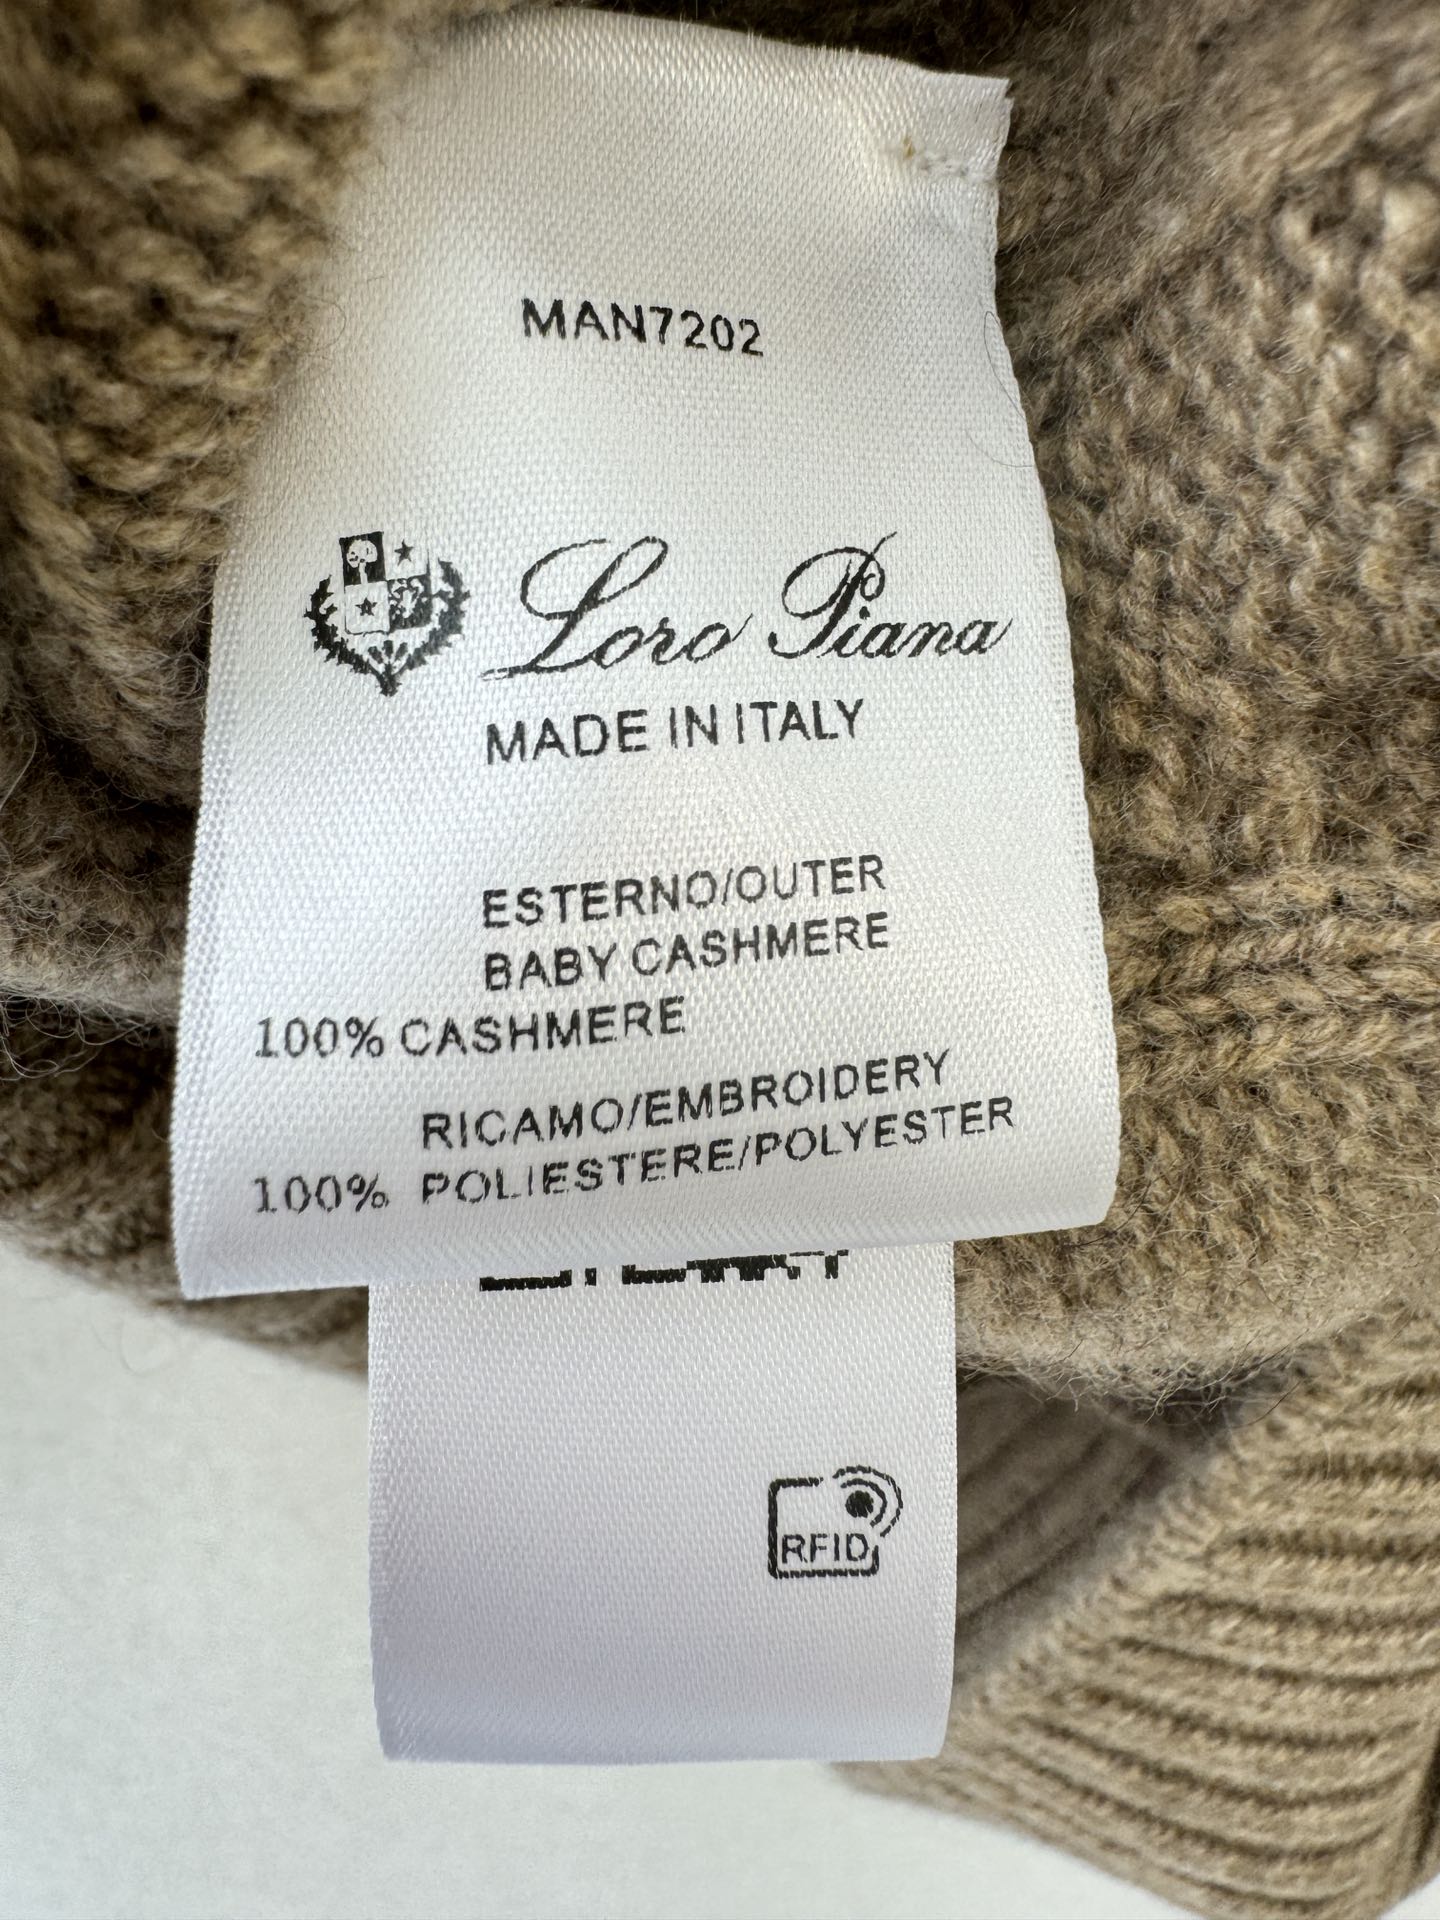 MAN7202
Loro Piana
MADE IN ITALY
ESTERNO/OUTER
BABY CASHMERE
100% CASHMERE
RICAMO/EMBROIDERY
100% POLIESTERE/POLYESTER
RFID